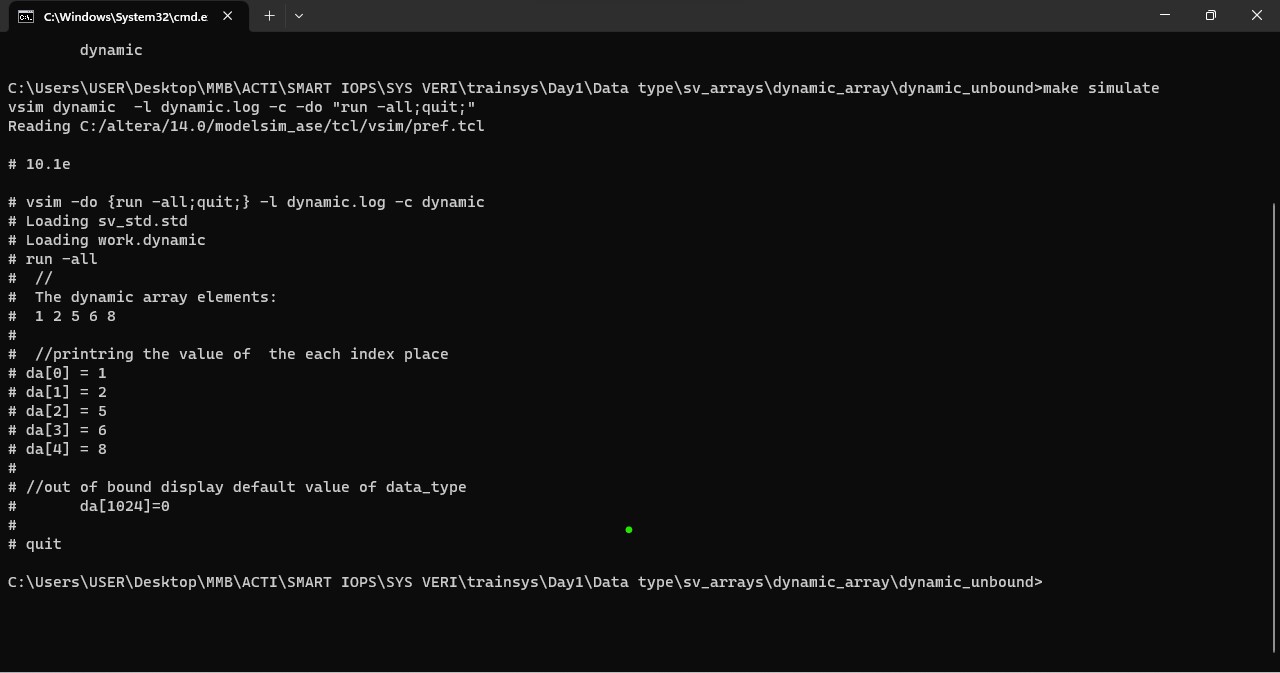 C:\Windows\System32\cmd.e
dynamic
C:\Users\USER\Desktop\MMB\ACTI\SMART IOPS\SYS VERI\trainsys\Day1\Data type\sv_arrays\dynamic_array\dynamic_unbound>make simulate
vsim dynamic  -l dynamic.log -c -do "run -all;quit;"
Reading C:/altera/14.0/modelsim_ase/tcl/vsim/pref.tcl
# 10.1e
# vsim -do {run -all;quit;} -l dynamic.log -c dynamic
# Loading sv_std.std
# Loading work.dynamic
# run -all
#  //
#  The dynamic array elements:
#  1 2 5 6 8
#
#  //printring the value of  the each index place
# da[0] = 1
# da[1] = 2
# da[2] = 5
# da[3] = 6
# da[4] = 8
#
# //out of bound display default value of data_type
#       da[1024]=0
#
# quit
C:\Users\USER\Desktop\MMB\ACTI\SMART IOPS\SYS VERI\trainsys\Day1\Data type\sv_arrays\dynamic_array\dynamic_unbound>